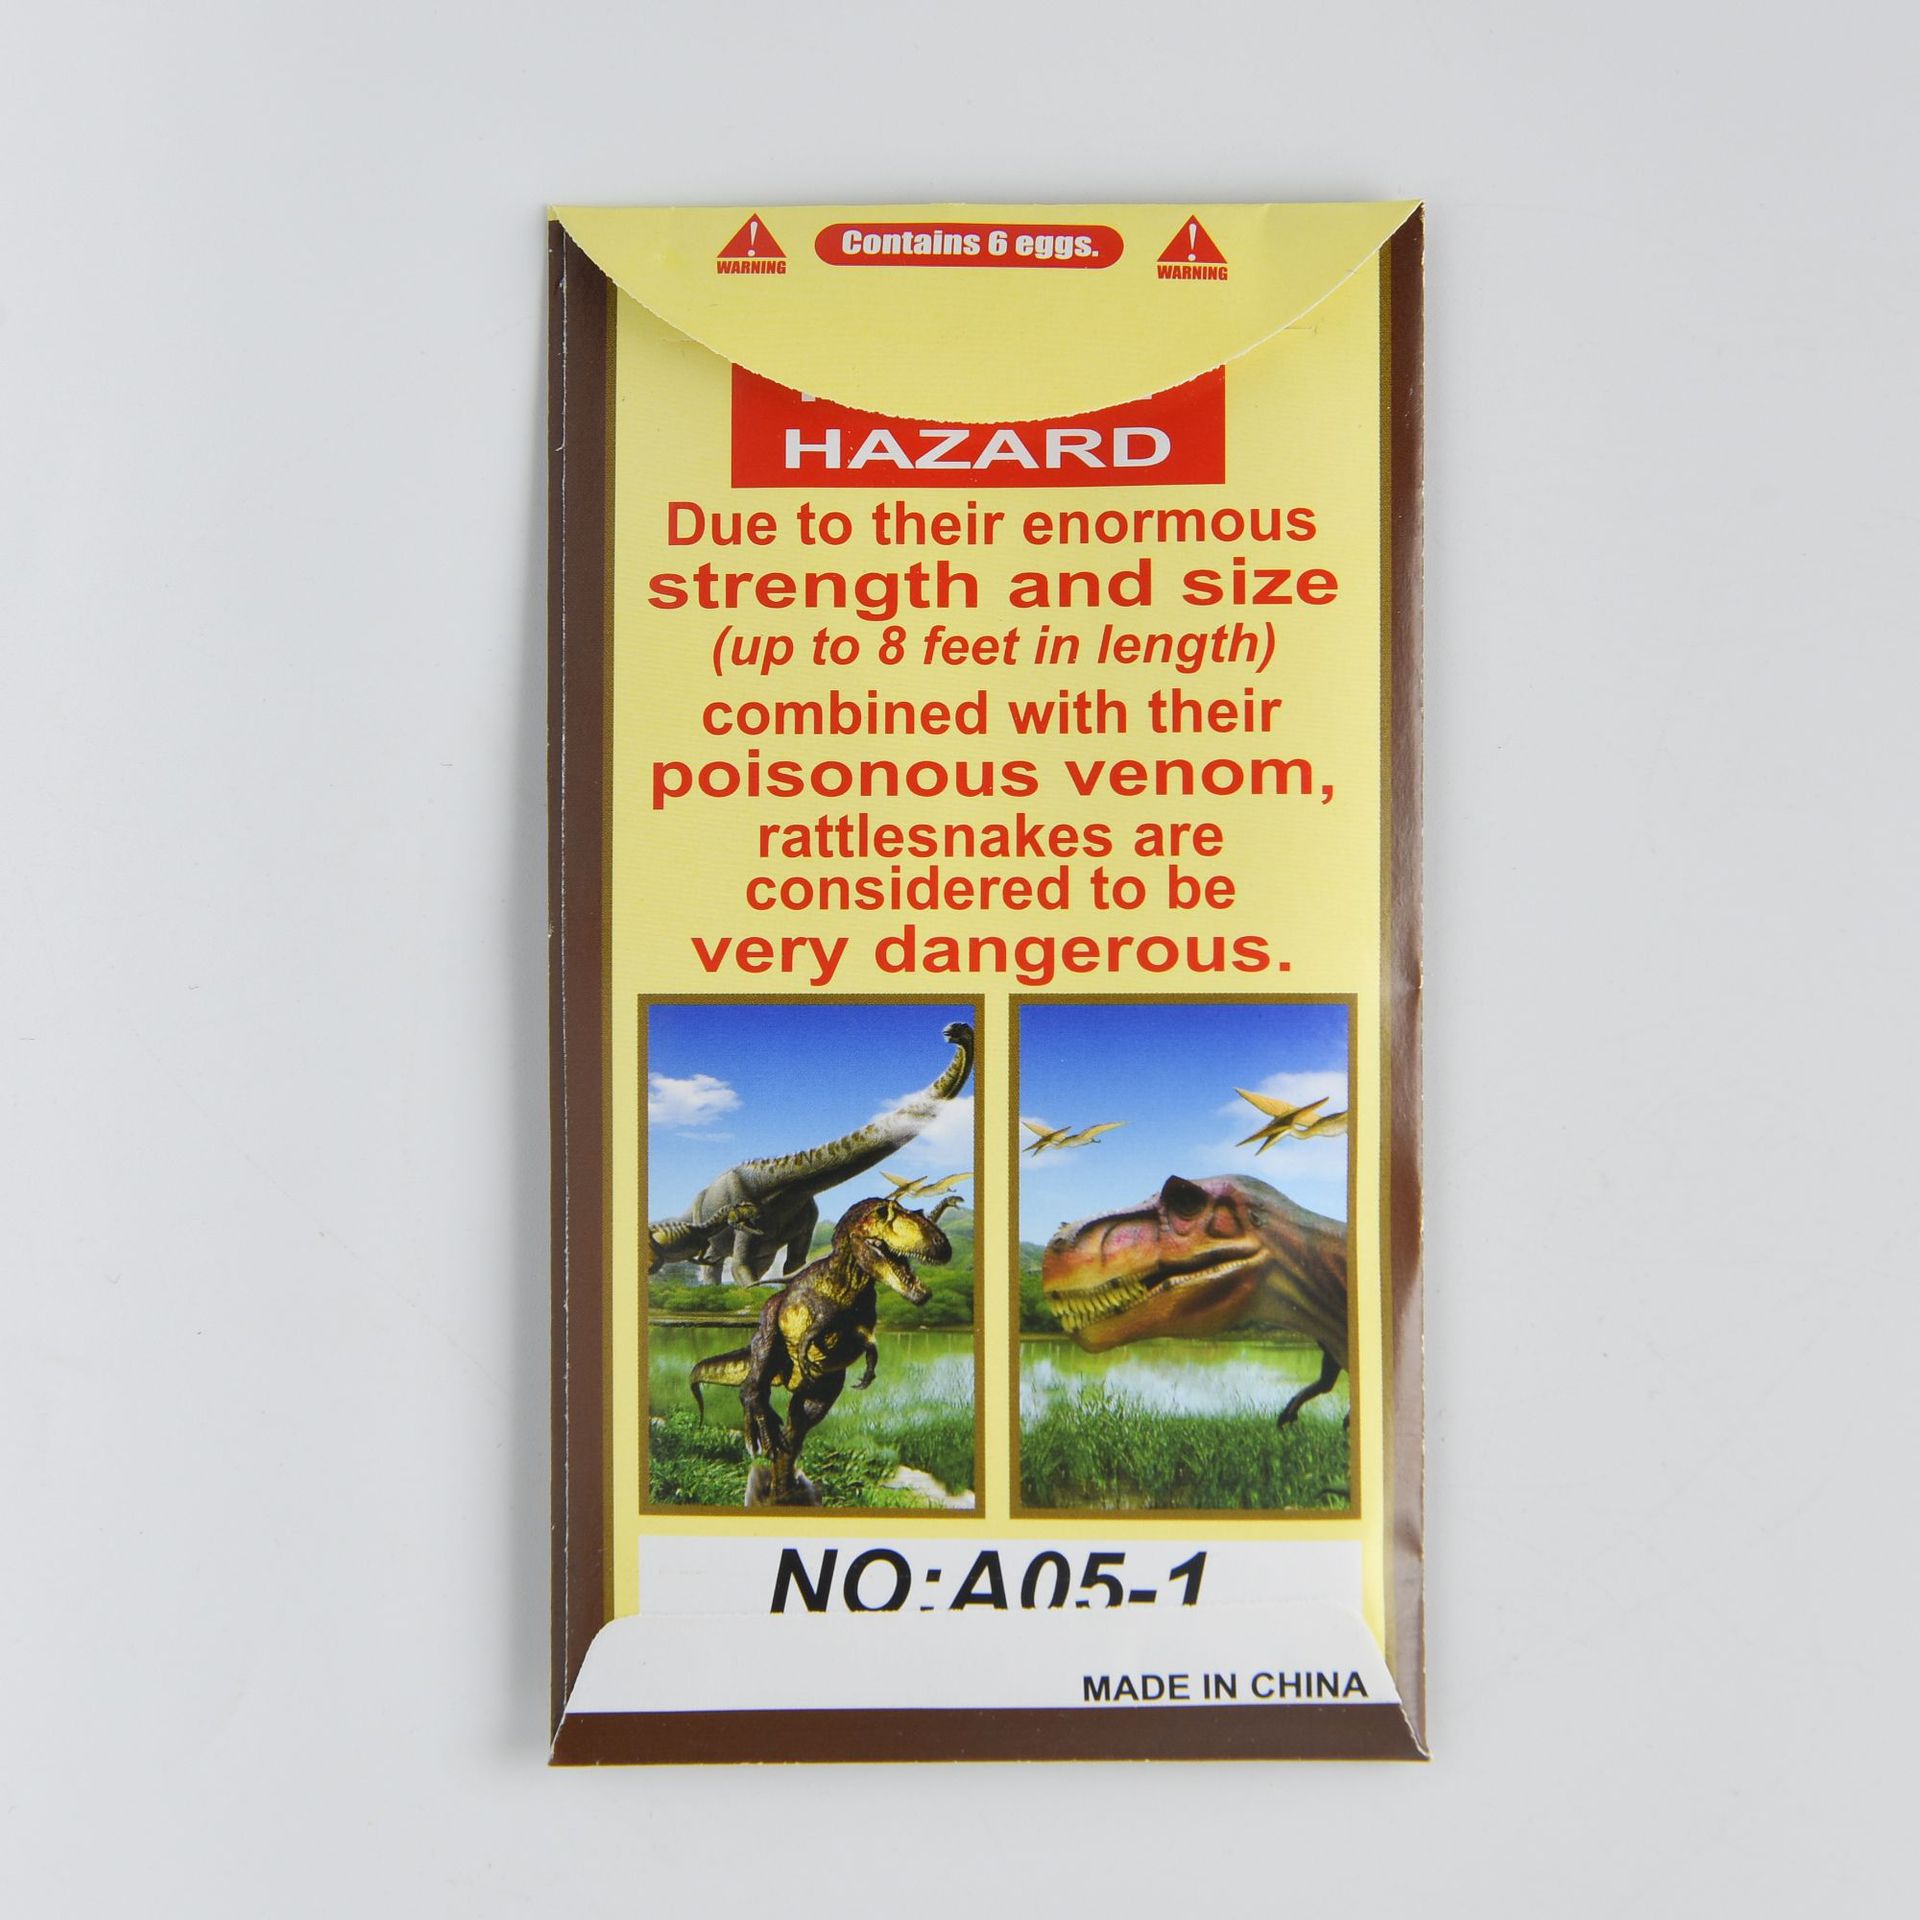 WARNING
Contains 6 eggs.
WARNING
HAZARD
Due to their enormous
strength and size
(up to 8 feet in length)
combined with their
poisonous venom,
rattlesnakes are
considered to be
very dangerous.
NO:A05-1
MADE IN CHINA